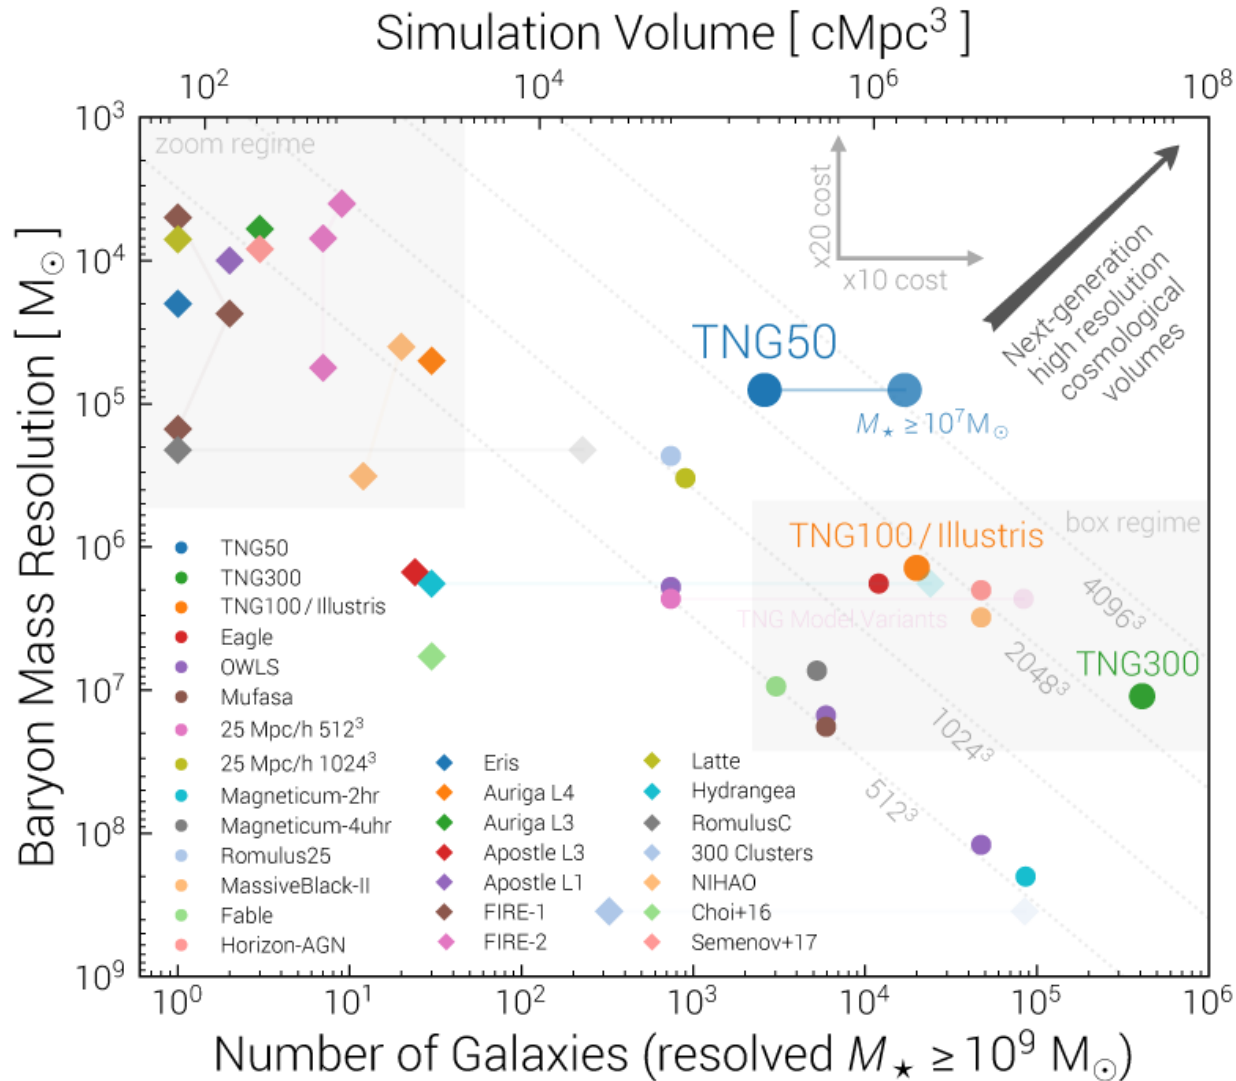 Simulation Volume [ cMpc³ ]
10² 10⁴ 10⁶ 10⁸
10³
10⁴
10⁵
10⁶
10⁷
10⁸
10⁹
Baryon Mass Resolution [ M☉ ]
zoom regime
x20 cost
x10 cost
Next-generation
high resolution
cosmological
volumes
TNG50
M⋆ ≥ 10⁷M☉
box regime
TNG100 / Illustris
TNG Model Variants
4096³
2048³
1024³
512³
TNG300
TNG50
TNG300
TNG100 / Illustris
Eagle
OWLS
Mufasa
25 Mpc/h 512³
25 Mpc/h 1024³
Magneticum-2hr
Magneticum-4uhr
Romulus25
MassiveBlack-II
Fable
Horizon-AGN
Eris
Auriga L4
Auriga L3
Apostle L3
Apostle L1
FIRE-1
FIRE-2
Latte
Hydrangea
RomulusC
300 Clusters
NIHAO
Choi+16
Semenov+17
10⁰ 10¹ 10² 10³ 10⁴ 10⁵ 10⁶
Number of Galaxies (resolved M⋆ ≥ 10⁹ M☉)